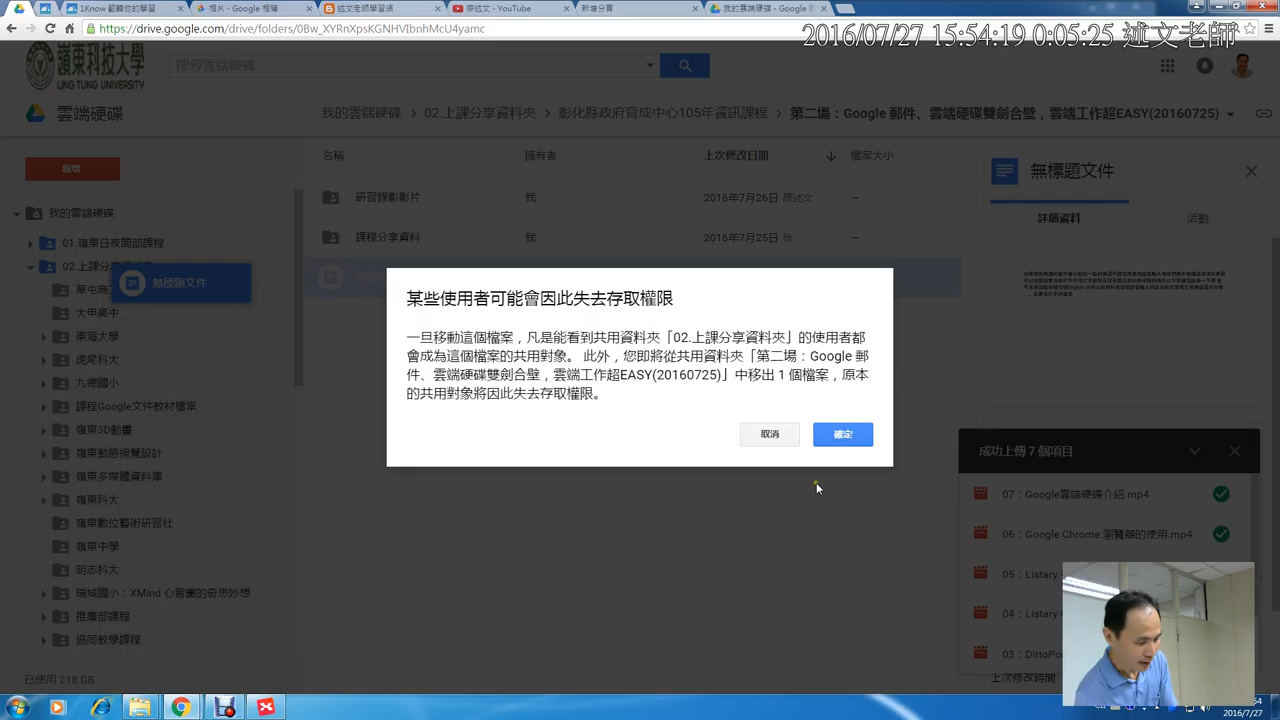 1Know 翻轉你的學習
相片 - Google 相簿
述文老師學習網
廖述文 - YouTube
新增分頁
我的雲端硬碟 - Google
https://drive.google.com/drive/folders/0Bw_XYRnXpsKGNHVIbnhMcU4yamc
2016/07/27 15:54:19 0:05:25 述文老師
嶺東科技大學
LING TUNG UNIVERSITY
搜尋雲端硬碟
雲端硬碟
我的雲端硬碟 > 02.上課分享資料夾 > 彰化縣政府育成中心105年資訊課程 > 第二場：Google 郵件、雲端硬碟雙劍合壁，雲端工作超EASY(20160725)
新增
名稱 擁有者 上次修改日期 檔案大小
無標題文件
詳細資料 活動
我的雲端硬碟
研習錄影影片 我 2016年7月26日 廖述文 –
課程分享資料 我 2016年7月25日 我 –
01.嶺東日夜間部課程
無標題文件
大甲高中
東海大學
虎尾科大
九德國小
課程Google文件教材檔案
嶺東3D動畫
嶺東動態視覺設計
嶺東多媒體資料庫
嶺東科大
嶺東數位藝術研習社
嶺東中學
明志科大
瑞城國小：XMind 心智圖的奇思妙想
推廣部課程
協同教學課程
已使用 218 GB
某些使用者可能會因此失去存取權限
一旦移動這個檔案，凡是能看到共用資料夾「02.上課分享資料夾」的使用者都
會成為這個檔案的共用對象。 此外，您即將從共用資料夾「第二場：Google 郵
件、雲端硬碟雙劍合壁，雲端工作超EASY(20160725)」中移出 1 個檔案，原本
的共用對象將因此失去存取權限。
取消 確定
成功上傳 7 個項目
07：Google雲端硬碟介紹.mp4
06：Google Chrome 瀏覽器的使用.mp4
05：Listary
04：Listary
03：DittoPo
上次修改時間
2016/7/27